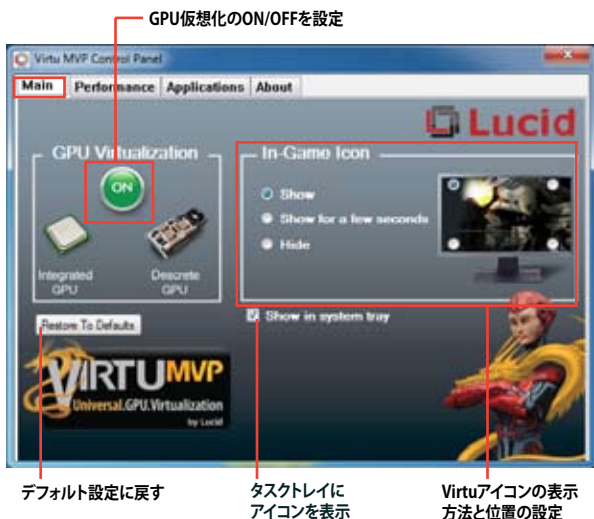 GPU仮想化のON/OFFを設定
Virtu MVP Control Panel
Main Performance Applications About
Lucid
GPU Virtualization
In-Game Icon
ON
Show
Show for a few seconds
Hide
Integrated
GPU
Descrete
GPU
Restore To Defaults
Show in system tray
VIRTU MVP
Universal.GPU.Virtualization
by Lucid
デフォルト設定に戻す
タスクトレイに
アイコンを表示
Virtuアイコンの表示
方法と位置の設定